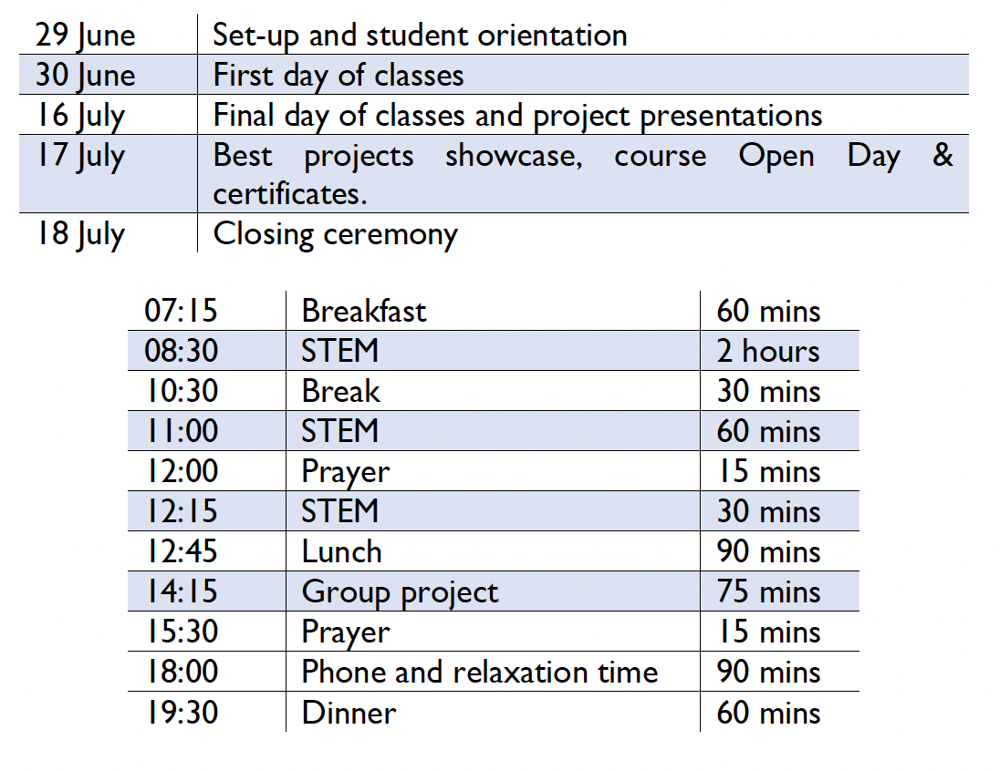 29 June Set-up and student orientation
30 June First day of classes
16 July Final day of classes and project presentations
17 July Best projects showcase, course Open Day &
certificates.
18 July Closing ceremony
07:15 Breakfast 60 mins
08:30 STEM 2 hours
10:30 Break 30 mins
11:00 STEM 60 mins
12:00 Prayer 15 mins
12:15 STEM 30 mins
12:45 Lunch 90 mins
14:15 Group project 75 mins
15:30 Prayer 15 mins
18:00 Phone and relaxation time 90 mins
19:30 Dinner 60 mins